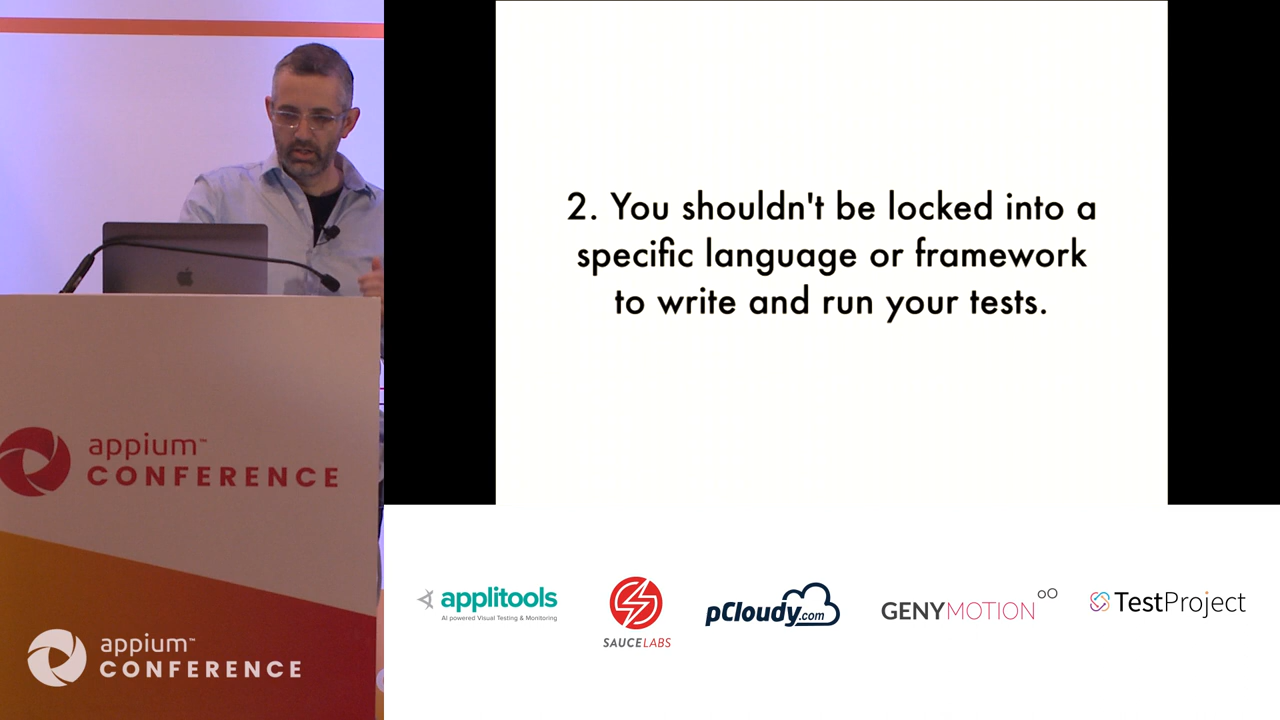 2. You shouldn't be locked into a
specific language or framework
to write and run your tests.
appium™
CONFERENCE
appium™
CONFERENCE
applitools
AI powered Visual Testing & Monitoring
SAUCELABS
pCloudy.com
GENYMOTION
TestProject